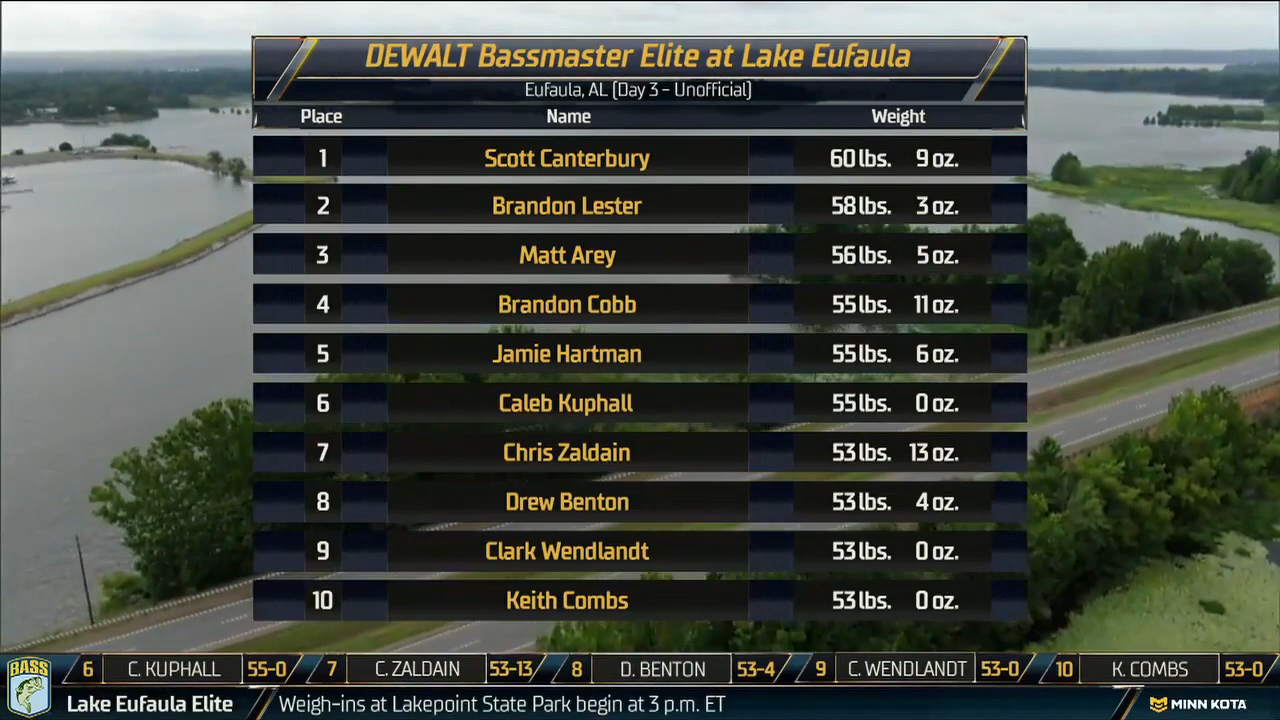 DEWALT Bassmaster Elite at Lake Eufaula
Eufaula, AL [Day 3 - Unofficial]
Place Name Weight
1 Scott Canterbury 60 lbs. 9 oz.
2 Brandon Lester 58 lbs. 3 oz.
3 Matt Arey 56 lbs. 5 oz.
4 Brandon Cobb 55 lbs. 11 oz.
5 Jamie Hartman 55 lbs. 6 oz.
6 Caleb Kuphall 55 lbs. 0 oz.
7 Chris Zaldain 53 lbs. 13 oz.
8 Drew Benton 53 lbs. 4 oz.
9 Clark Wendlandt 53 lbs. 0 oz.
10 Keith Combs 53 lbs. 0 oz.
BASS 6 C. KUPHALL 55-0 7 C. ZALDAIN 53-13 8 D. BENTON 53-4 9 C. WENDLANDT 53-0 10 K. COMBS 53-0
Lake Eufaula Elite Weigh-ins at Lakepoint State Park begin at 3 p.m. ET MINN KOTA